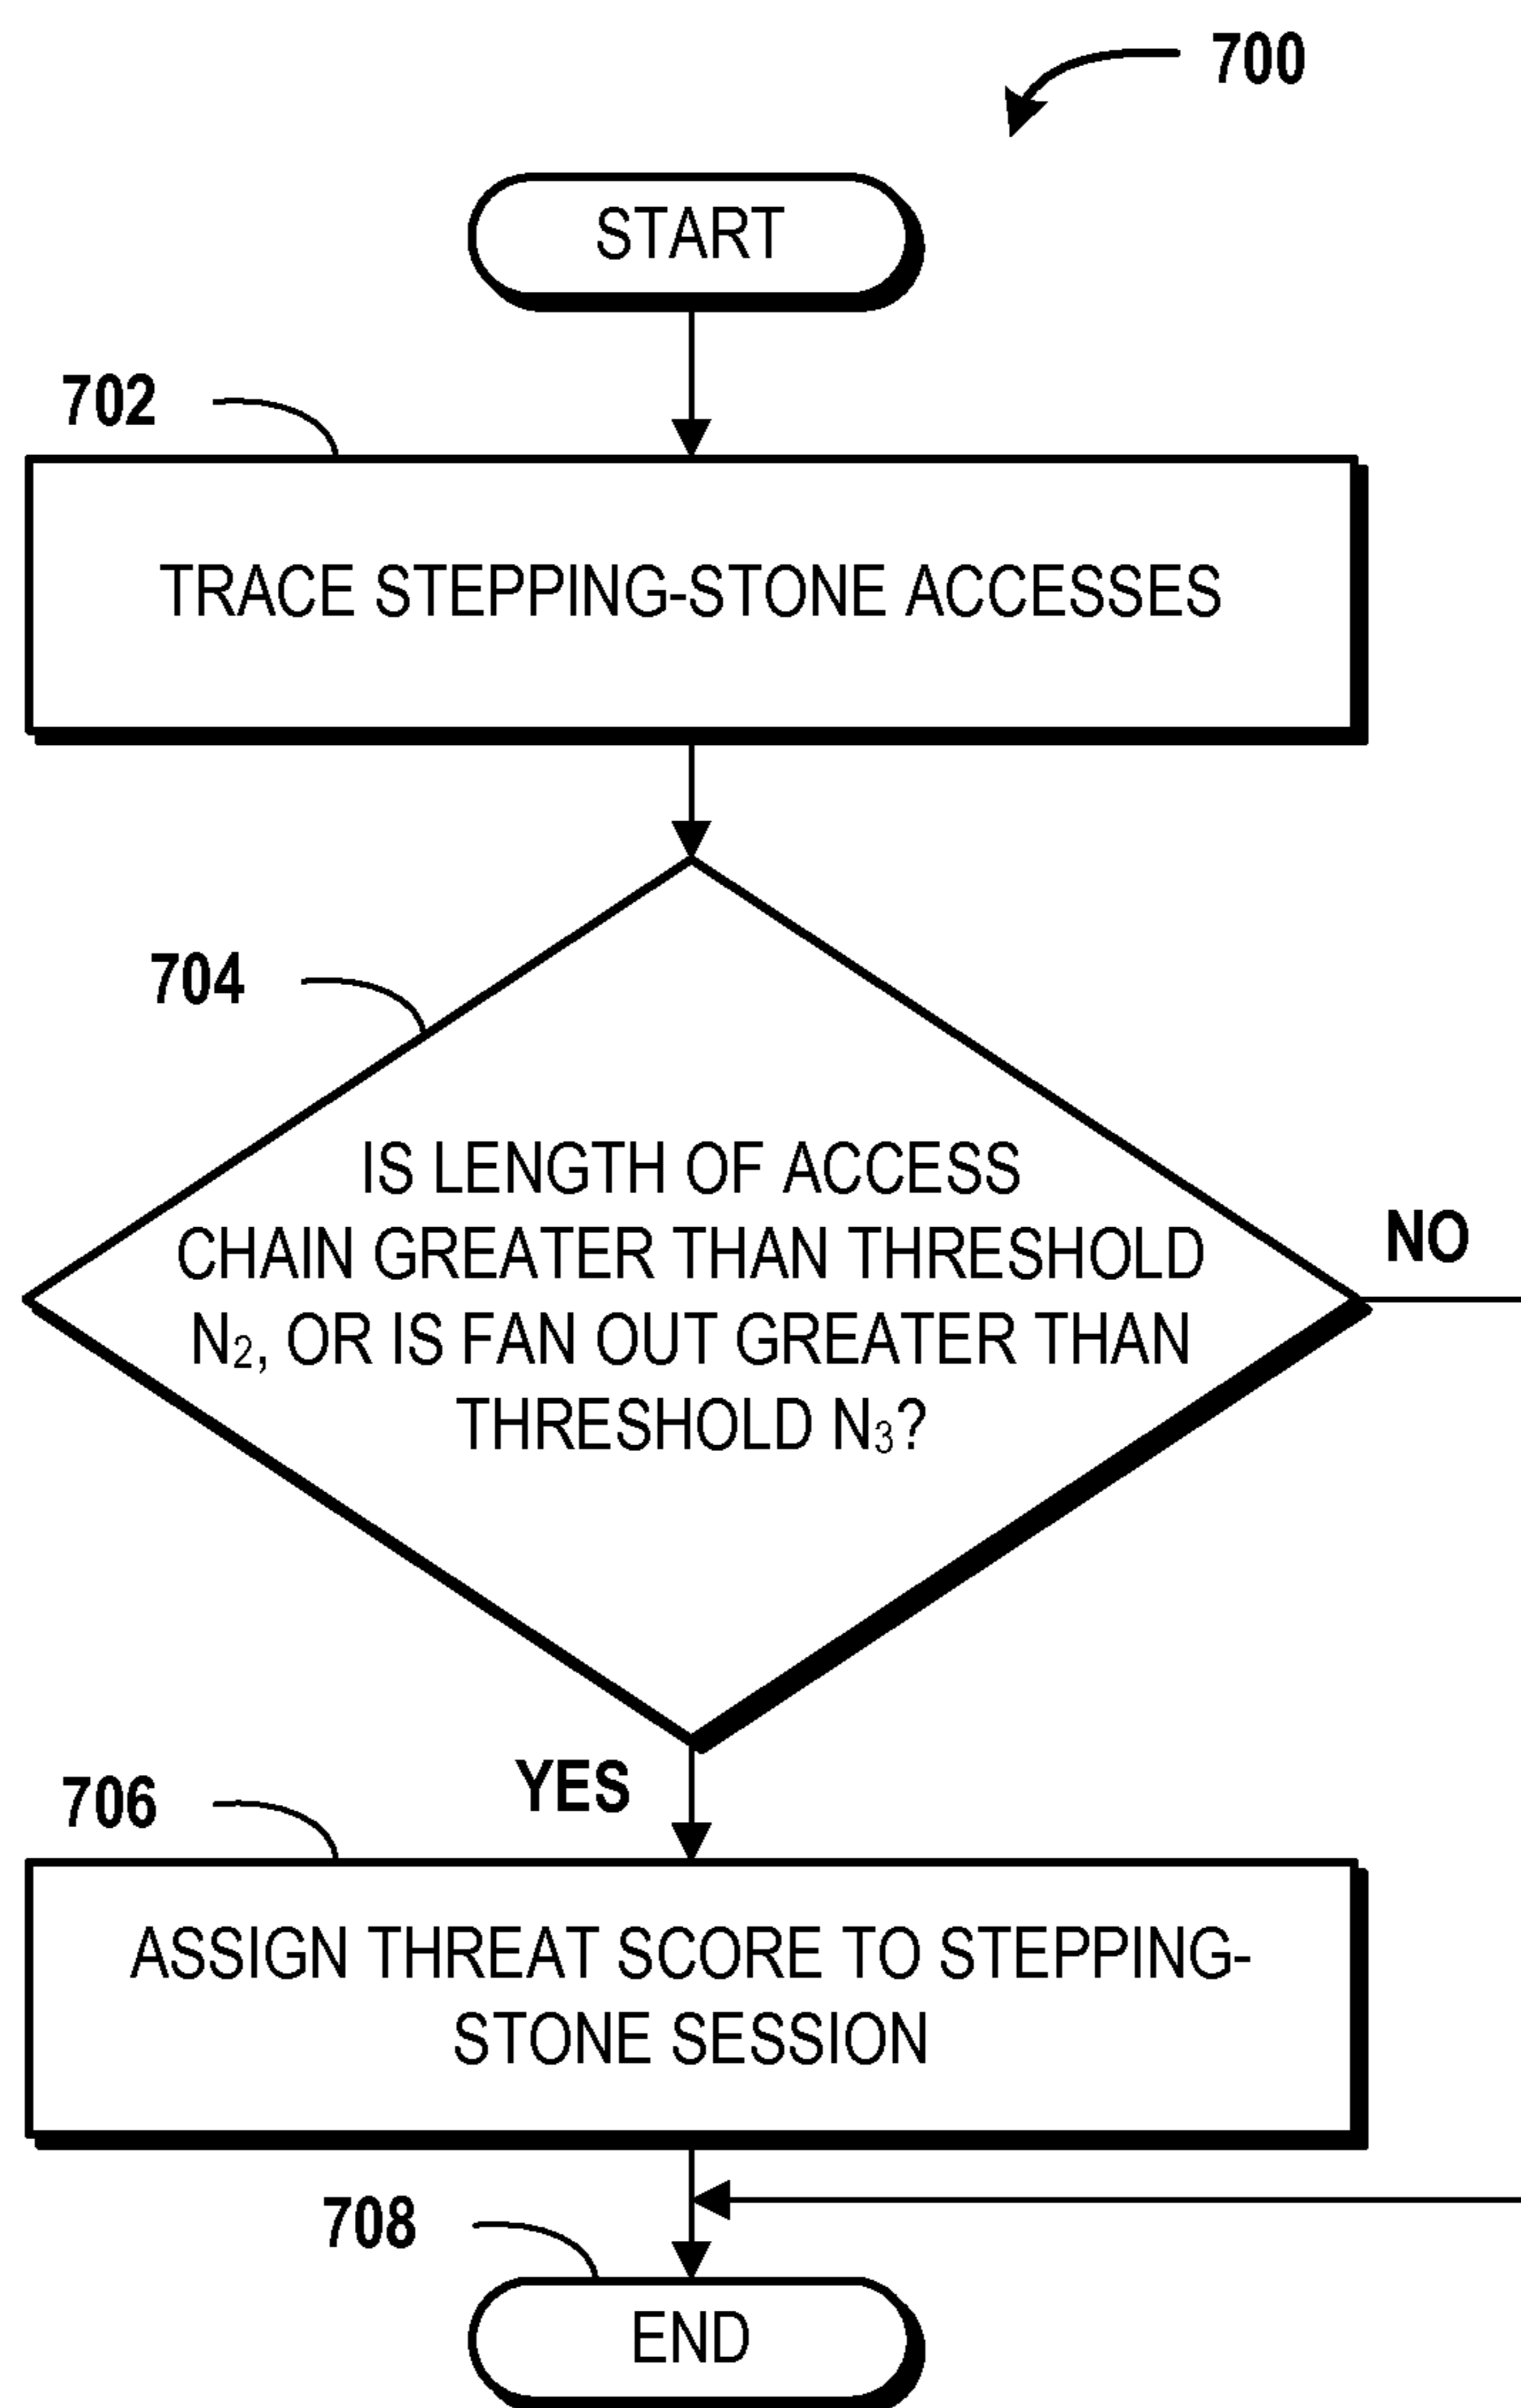 700
START
702
TRACE STEPPING-STONE ACCESSES
704
IS LENGTH OF ACCESS
CHAIN GREATER THAN THRESHOLD
N₂, OR IS FAN OUT GREATER THAN
THRESHOLD N₃?
NO
YES
706
ASSIGN THREAT SCORE TO STEPPING-
STONE SESSION
708
END